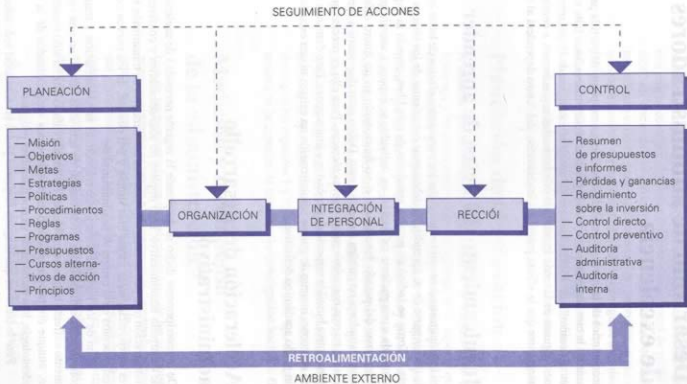 SEGUIMIENTO DE ACCIONES
PLANEACIÓN
— Misión
— Objetivos
— Metas
— Estrategias
— Políticas
— Procedimientos
— Reglas
— Programas
— Presupuestos
— Cursos alterna-
tivos de acción
— Principios
ORGANIZACIÓN
INTEGRACIÓN
DE PERSONAL
RECCIÓI
CONTROL
— Resumen
de presupuestos
e informes
— Pérdidas y ganancias
— Rendimiento
sobre la inversión
— Control directo
— Control preventivo
— Auditoría
administrativa
— Auditoría
interna
RETROALIMENTACIÓN
AMBIENTE EXTERNO